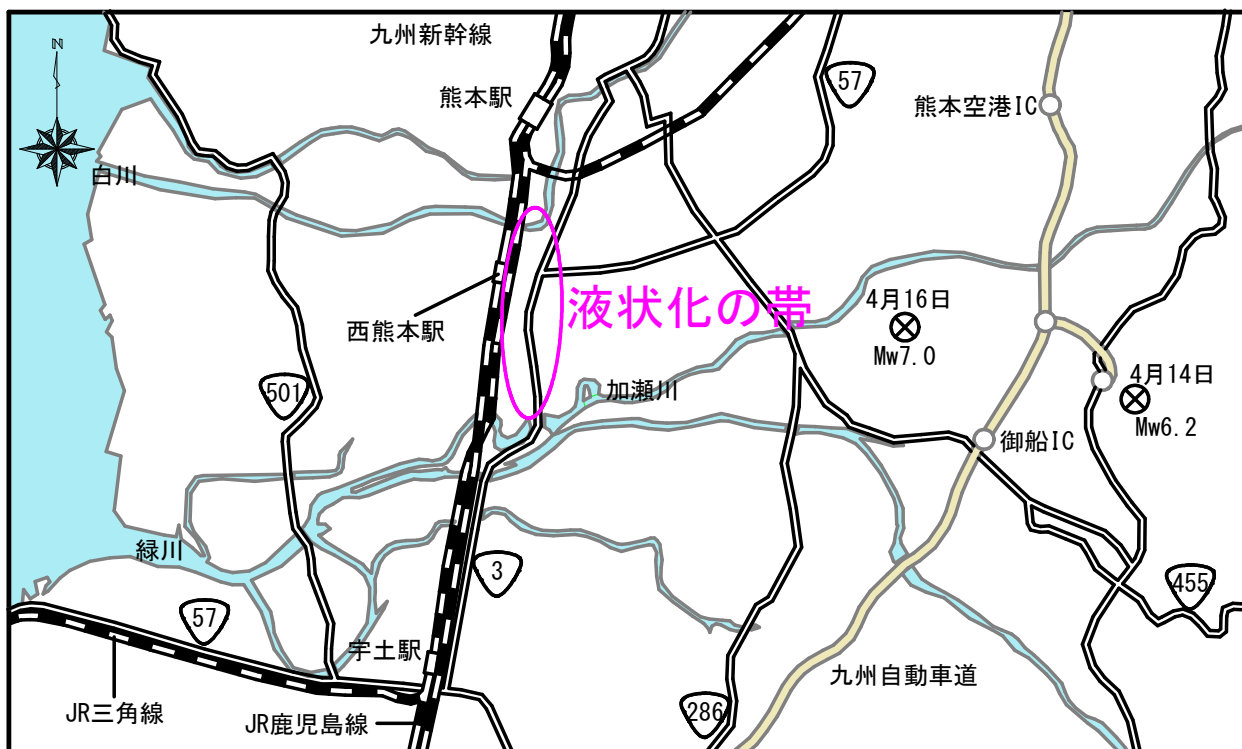 九州新幹線
N
熊本駅
57
熊本空港IC
白川
4月16日
液状化の帯
西熊本駅
Mw7.0
4月14日
501
加瀬川
Mw6.2
御船IC
緑川
3
455
57
宇土駅
九州自動車道
JR三角線
JR鹿児島線
286